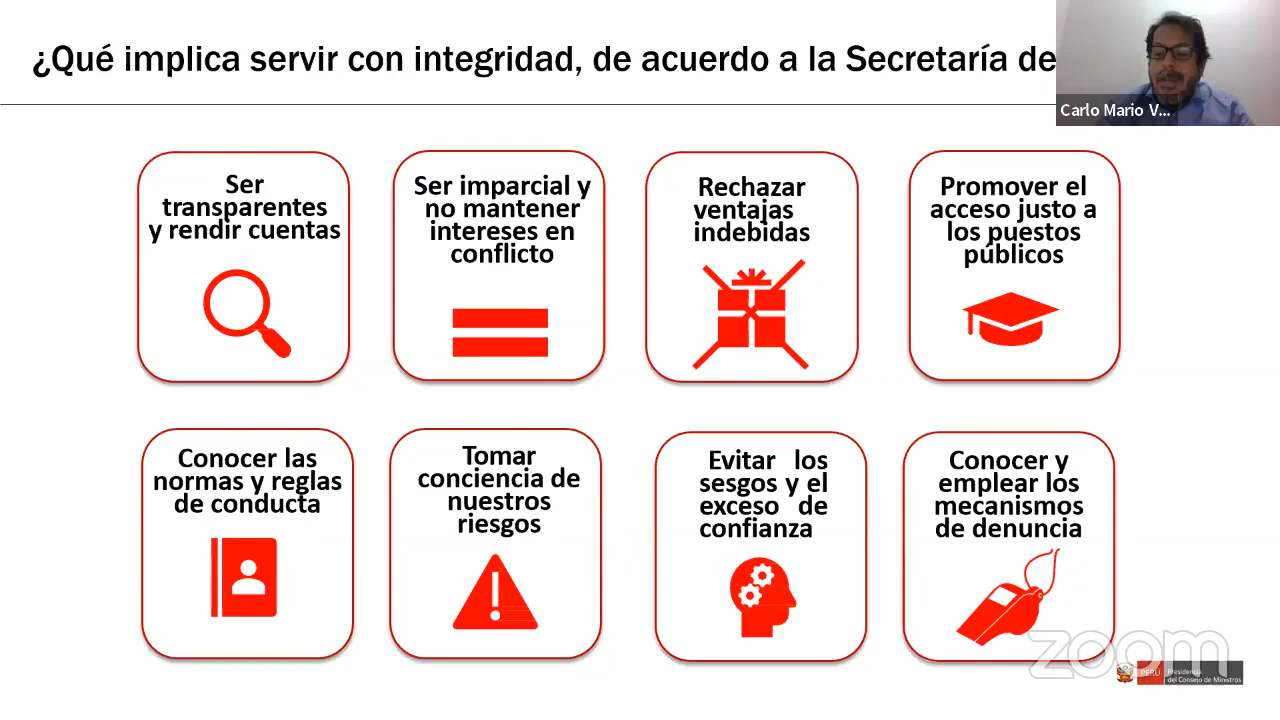 ¿Qué implica servir con integridad, de acuerdo a la Secretaría de
Carlo Mario V...
Ser
transparentes
y rendir cuentas
Ser imparcial y
no mantener
intereses en
conflicto
Rechazar
ventajas
indebidas
Promover el
acceso justo a
los puestos
públicos
Conocer las
normas y reglas
de conducta
Tomar
conciencia de
nuestros
riesgos
Evitar los
sesgos y el
exceso de
confianza
Conocer y
emplear los
mecanismos
de denuncia
zoom
PERÚ
Presidencia
del Consejo de Ministros